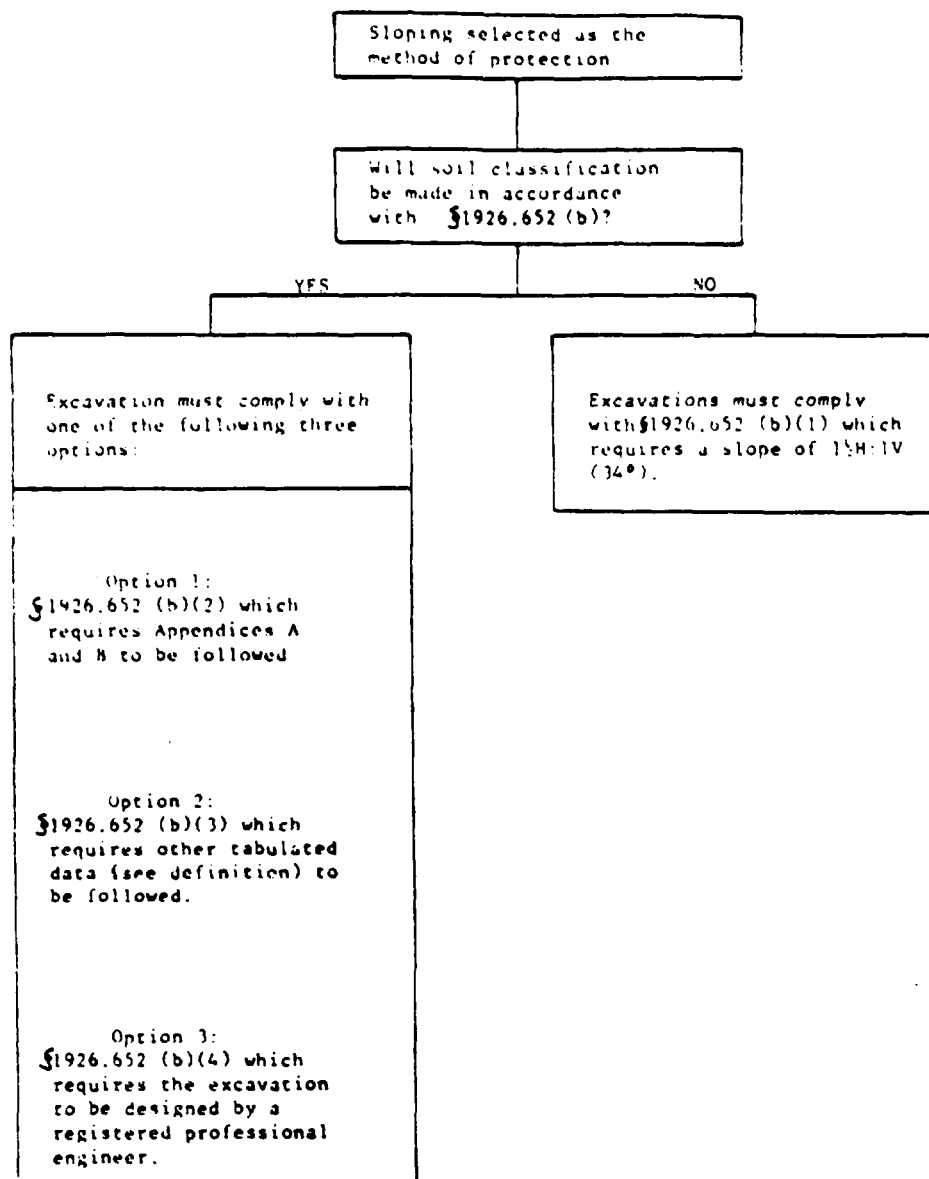 Sloping selected as the
method of protection
Will soil classification
be made in accordance
with §1926.652 (b)?
YES
NO
Excavation must comply with
one of the following three
options:
Excavations must comply
with §1926.652 (b)(1) which
requires a slope of 1½H:1V
(34°).
Option 1:
§1926.652 (b)(2) which
requires Appendices A
and B to be followed
Option 2:
§1926.652 (b)(3) which
requires other tabulated
data (see definition) to
be followed.
Option 3:
§1926.652 (b)(4) which
requires the excavation
to be designed by a
registered professional
engineer.